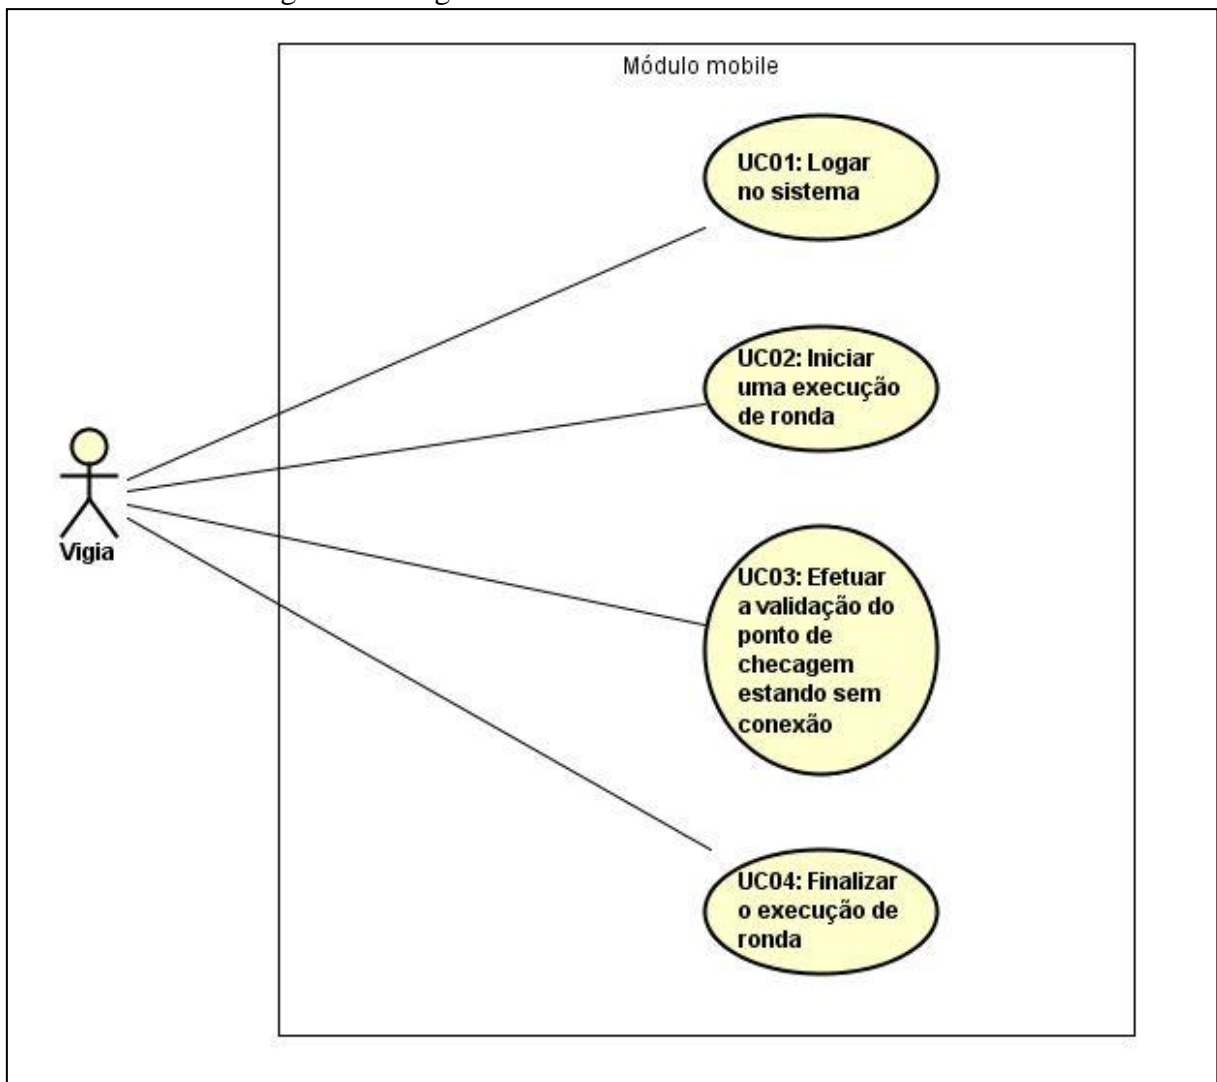 Módulo mobile
UC01: Logar
no sistema
UC02: Iniciar
uma execução
de ronda
Vigia
UC03: Efetuar
a validação do
ponto de
checagem
estando sem
conexão
UC04: Finalizar
o execução de
ronda